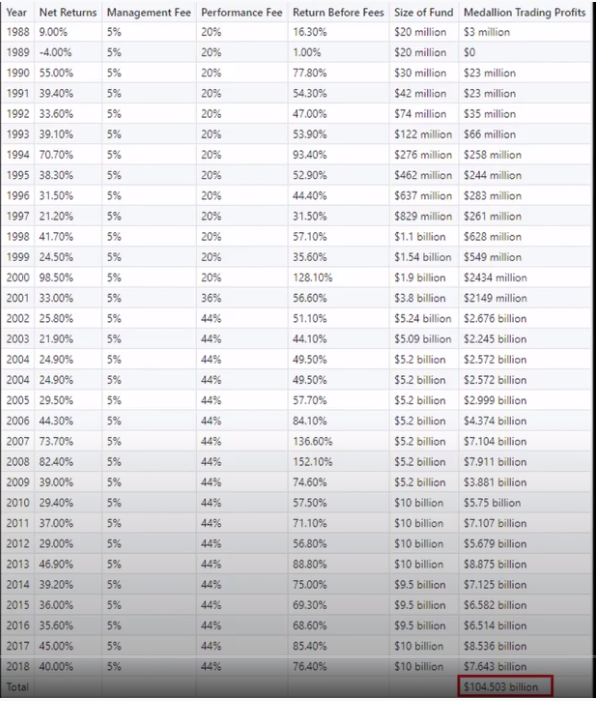 Year Net Returns Management Fee Performance Fee Return Before Fees Size of Fund Medallion Trading Profits
1988 9.00% 5% 20% 16.30% $20 million $3 million
1989 -4.00% 5% 20% 1.00% $20 million $0
1990 55.00% 5% 20% 77.80% $30 million $23 million
1991 39.40% 5% 20% 54.30% $42 million $23 million
1992 33.60% 5% 20% 47.00% $74 million $35 million
1993 39.10% 5% 20% 53.90% $122 million $66 million
1994 70.70% 5% 20% 93.40% $276 million $258 million
1995 38.30% 5% 20% 52.90% $462 million $244 million
1996 31.50% 5% 20% 44.40% $637 million $283 million
1997 21.20% 5% 20% 31.50% $829 million $261 million
1998 41.70% 5% 20% 57.10% $1.1 billion $628 million
1999 24.50% 5% 20% 35.60% $1.54 billion $549 million
2000 98.50% 5% 20% 128.10% $1.9 billion $2434 million
2001 33.00% 5% 36% 56.60% $3.8 billion $2149 million
2002 25.80% 5% 44% 51.10% $5.24 billion $2.676 billion
2003 21.90% 5% 44% 44.10% $5.09 billion $2.245 billion
2004 24.90% 5% 44% 49.50% $5.2 billion $2.572 billion
2004 24.90% 5% 44% 49.50% $5.2 billion $2.572 billion
2005 29.50% 5% 44% 57.70% $5.2 billion $2.999 billion
2006 44.30% 5% 44% 84.10% $5.2 billion $4.374 billion
2007 73.70% 5% 44% 136.60% $5.2 billion $7.104 billion
2008 82.40% 5% 44% 152.10% $5.2 billion $7.911 billion
2009 39.00% 5% 44% 74.60% $5.2 billion $3.881 billion
2010 29.40% 5% 44% 57.50% $10 billion $5.75 billion
2011 37.00% 5% 44% 71.10% $10 billion $7.107 billion
2012 29.00% 5% 44% 56.80% $10 billion $5.679 billion
2013 46.90% 5% 44% 88.80% $10 billion $8.875 billion
2014 39.20% 5% 44% 75.00% $9.5 billion $7.125 billion
2015 36.00% 5% 44% 69.30% $9.5 billion $6.582 billion
2016 35.60% 5% 44% 68.60% $9.5 billion $6.514 billion
2017 45.00% 5% 44% 85.40% $10 billion $8.536 billion
2018 40.00% 5% 44% 76.40% $10 billion $7.643 billion
Total $104.503 billion